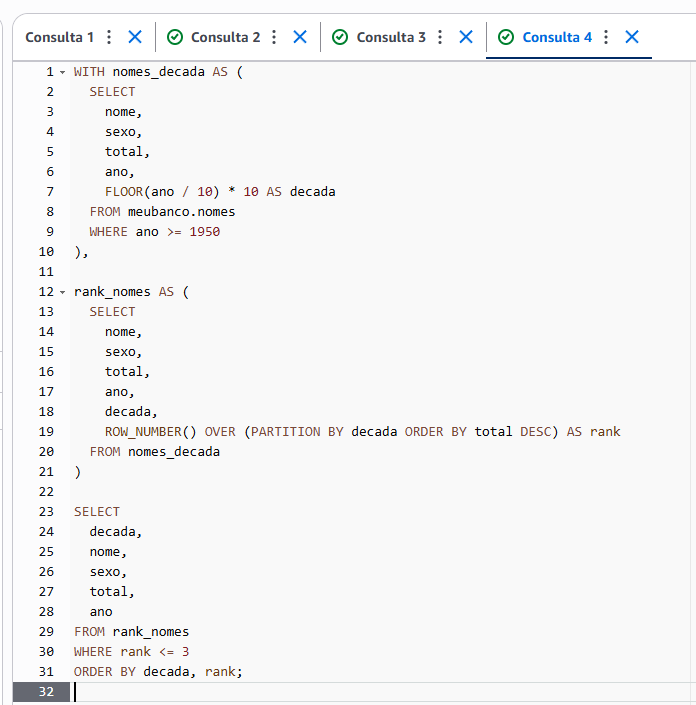 Consulta 1 Consulta 2 Consulta 3 Consulta 4
1 WITH nomes_decada AS (
2 SELECT
3 nome,
4 sexo,
5 total,
6 ano,
7 FLOOR(ano / 10) * 10 AS decada
8 FROM meubanco.nomes
9 WHERE ano >= 1950
10 ),
11
12 rank_nomes AS (
13 SELECT
14 nome,
15 sexo,
16 total,
17 ano,
18 decada,
19 ROW_NUMBER() OVER (PARTITION BY decada ORDER BY total DESC) AS rank
20 FROM nomes_decada
21 )
22
23 SELECT
24 decada,
25 nome,
26 sexo,
27 total,
28 ano
29 FROM rank_nomes
30 WHERE rank <= 3
31 ORDER BY decada, rank;
32